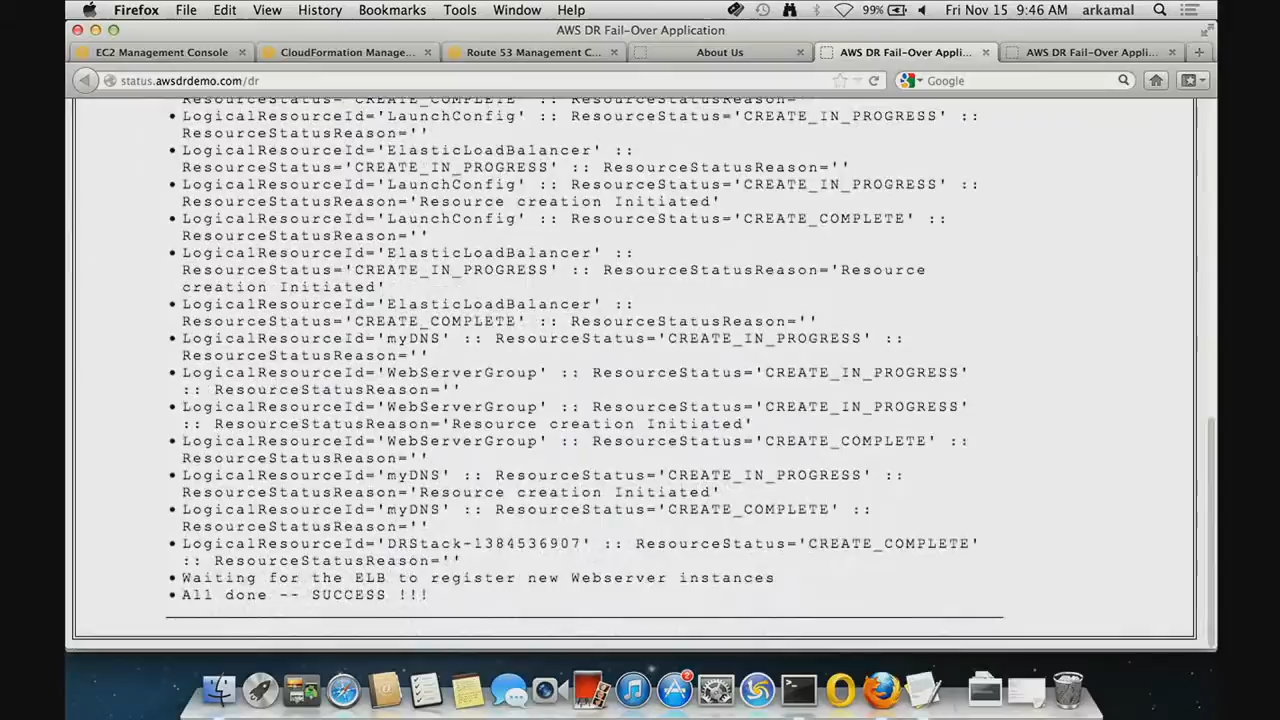 Firefox File Edit View History Bookmarks Tools Window Help 99% Fri Nov 15 9:46 AM arkamal
AWS DR Fail-Over Application
EC2 Management Console CloudFormation Manage... Route 53 Management C... About Us AWS DR Fail-Over Appli... AWS DR Fail-Over Appli...
status.awsdrdemo.com/dr Google
ResourceStatus='CREATE_COMPLETE' :: ResourceStatusReason=''
•LogicalResourceId='LaunchConfig' :: ResourceStatus='CREATE_IN_PROGRESS' ::
ResourceStatusReason=''
•LogicalResourceId='ElasticLoadBalancer' ::
ResourceStatus='CREATE_IN_PROGRESS' :: ResourceStatusReason=''
•LogicalResourceId='LaunchConfig' :: ResourceStatus='CREATE_IN_PROGRESS' ::
ResourceStatusReason='Resource creation Initiated'
•LogicalResourceId='LaunchConfig' :: ResourceStatus='CREATE_COMPLETE' ::
ResourceStatusReason=''
•LogicalResourceId='ElasticLoadBalancer' ::
ResourceStatus='CREATE_IN_PROGRESS' :: ResourceStatusReason='Resource
creation Initiated'
•LogicalResourceId='ElasticLoadBalancer' ::
ResourceStatus='CREATE_COMPLETE' :: ResourceStatusReason=''
•LogicalResourceId='myDNS' :: ResourceStatus='CREATE_IN_PROGRESS' ::
ResourceStatusReason=''
•LogicalResourceId='WebServerGroup' :: ResourceStatus='CREATE_IN_PROGRESS'
:: ResourceStatusReason=''
•LogicalResourceId='WebServerGroup' :: ResourceStatus='CREATE_IN_PROGRESS'
:: ResourceStatusReason='Resource creation Initiated'
•LogicalResourceId='WebServerGroup' :: ResourceStatus='CREATE_COMPLETE' ::
ResourceStatusReason=''
•LogicalResourceId='myDNS' :: ResourceStatus='CREATE_IN_PROGRESS' ::
ResourceStatusReason='Resource creation Initiated'
•LogicalResourceId='myDNS' :: ResourceStatus='CREATE_COMPLETE' ::
ResourceStatusReason=''
•LogicalResourceId='DRStack-1384536907' :: ResourceStatus='CREATE_COMPLETE'
:: ResourceStatusReason=''
•Waiting for the ELB to register new Webserver instances
•All done -- SUCCESS !!!
2